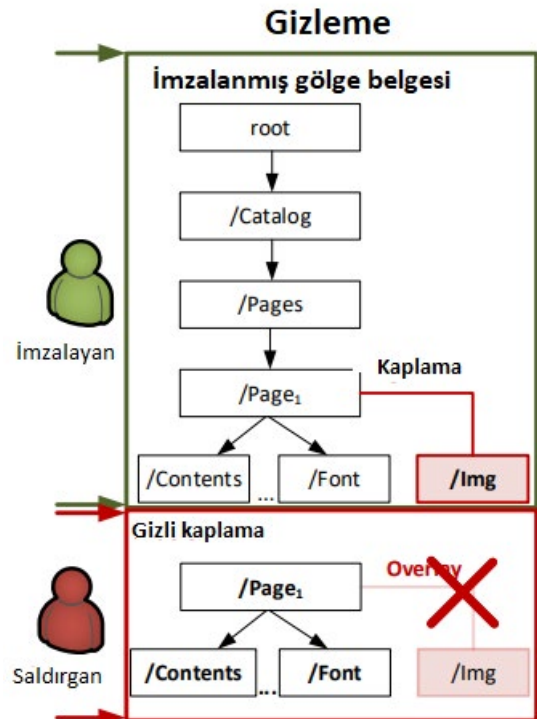 Gizleme
İmzalanmış gölge belgesi
root
/Catalog
/Pages
İmzalayan
/Page₁
Kaplama
/Contents ... /Font /Img
Gizli kaplama
/Page₁
Overlay
/Contents ... /Font /Img
Saldırgan